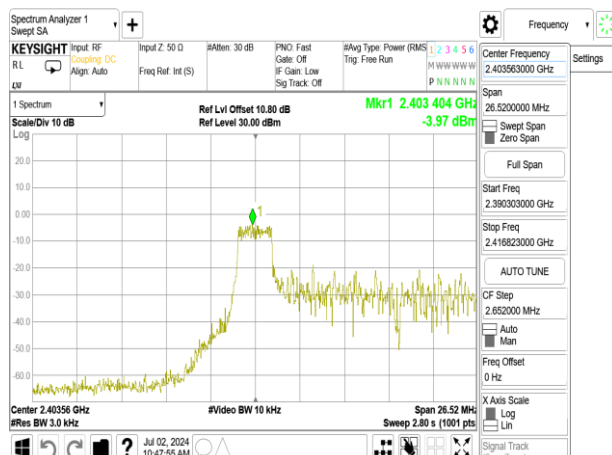 Spectrum Analyzer 1
Swept SA
Frequency
KEYSIGHT
RL
Input: RF
Coupling: DC
Align: Auto
Input Z: 50 Ω
Freq Ref: Int (S)
#Atten: 30 dB
PNO: Fast
Gate: Off
IF Gain: Low
Sig Track: Off
#Avg Type: Power (RMS
Trig: Free Run
1 2 3 4 5 6
M W W W W W
P N N N N N
1 Spectrum
Scale/Div 10 dB
Ref Lvl Offset 10.80 dB
Ref Level 30.00 dBm
Mkr1 2.403 404 GHz
-3.97 dBm
Log
20.0
10.0
0.00
-10.0
-20.0
-30.0
-40.0
-50.0
-60.0
1
Center 2.40356 GHz
#Res BW 3.0 kHz
#Video BW 10 kHz
Span 26.52 MHz
Sweep 2.80 s (1001 pts)
Jul 02, 2024
10:47:55 AM
Center Frequency
2.403563000 GHz
Settings
Span
26.5200000 MHz
Swept Span
Zero Span
Full Span
Start Freq
2.390303000 GHz
Stop Freq
2.416823000 GHz
AUTO TUNE
CF Step
2.652000 MHz
Auto
Man
Freq Offset
0 Hz
X Axis Scale
Log
Lin
Signal Track